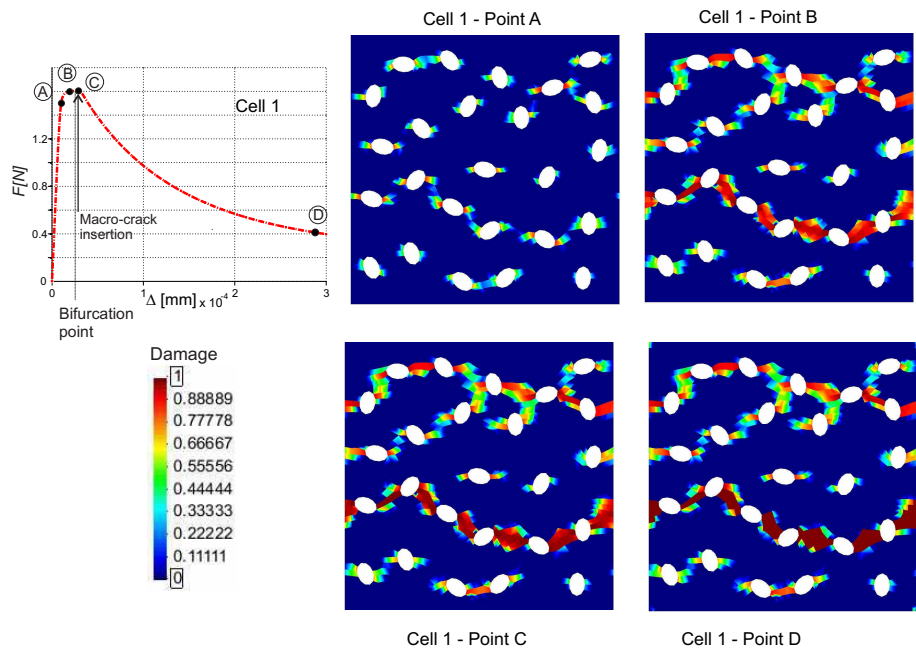 Cell 1 - Point A
Cell 1 - Point B
A
B
C
Cell 1
1.2
F[N]
0.8
Macro-crack
insertion
D
0.4
0
0
1
2
3
Δ [mm] x 10⁻⁴
Bifurcation
point
Damage
1
0.88889
0.77778
0.66667
0.55556
0.44444
0.33333
0.22222
0.11111
0
Cell 1 - Point C
Cell 1 - Point D